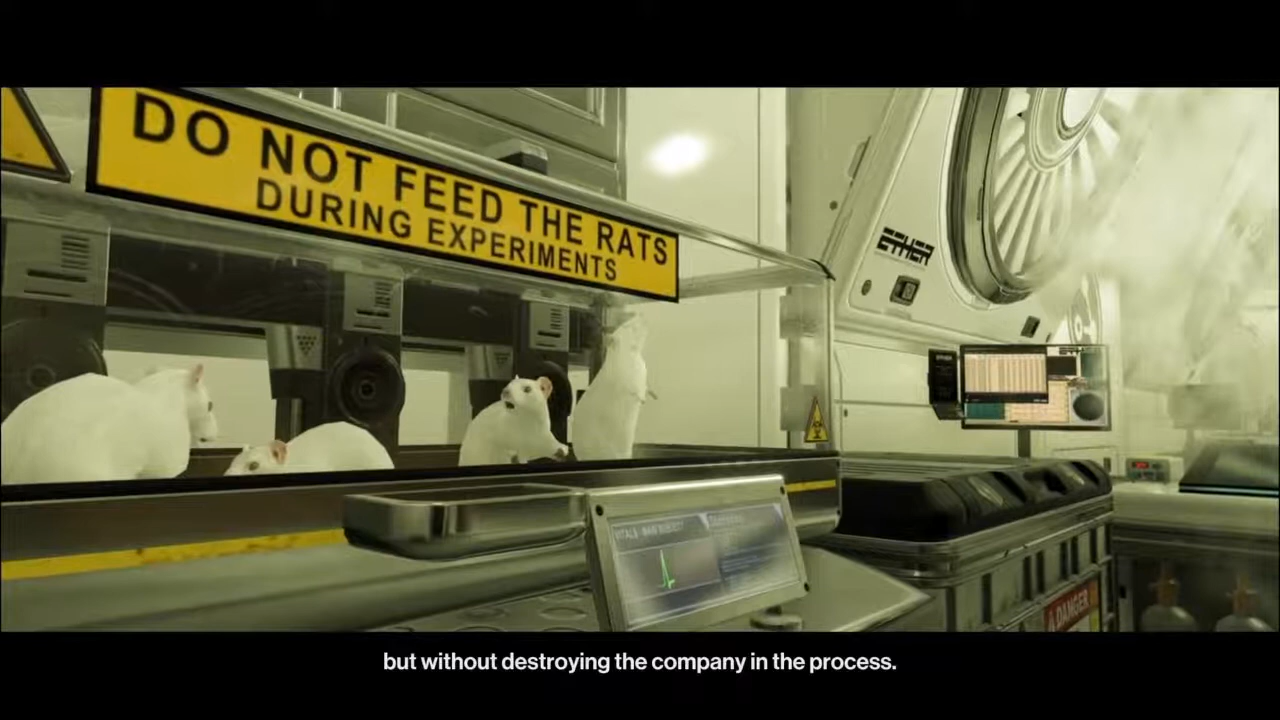 DO NOT FEED THE RATS
DURING EXPERIMENTS
ETHER
DANGER
but without destroying the company in the process.